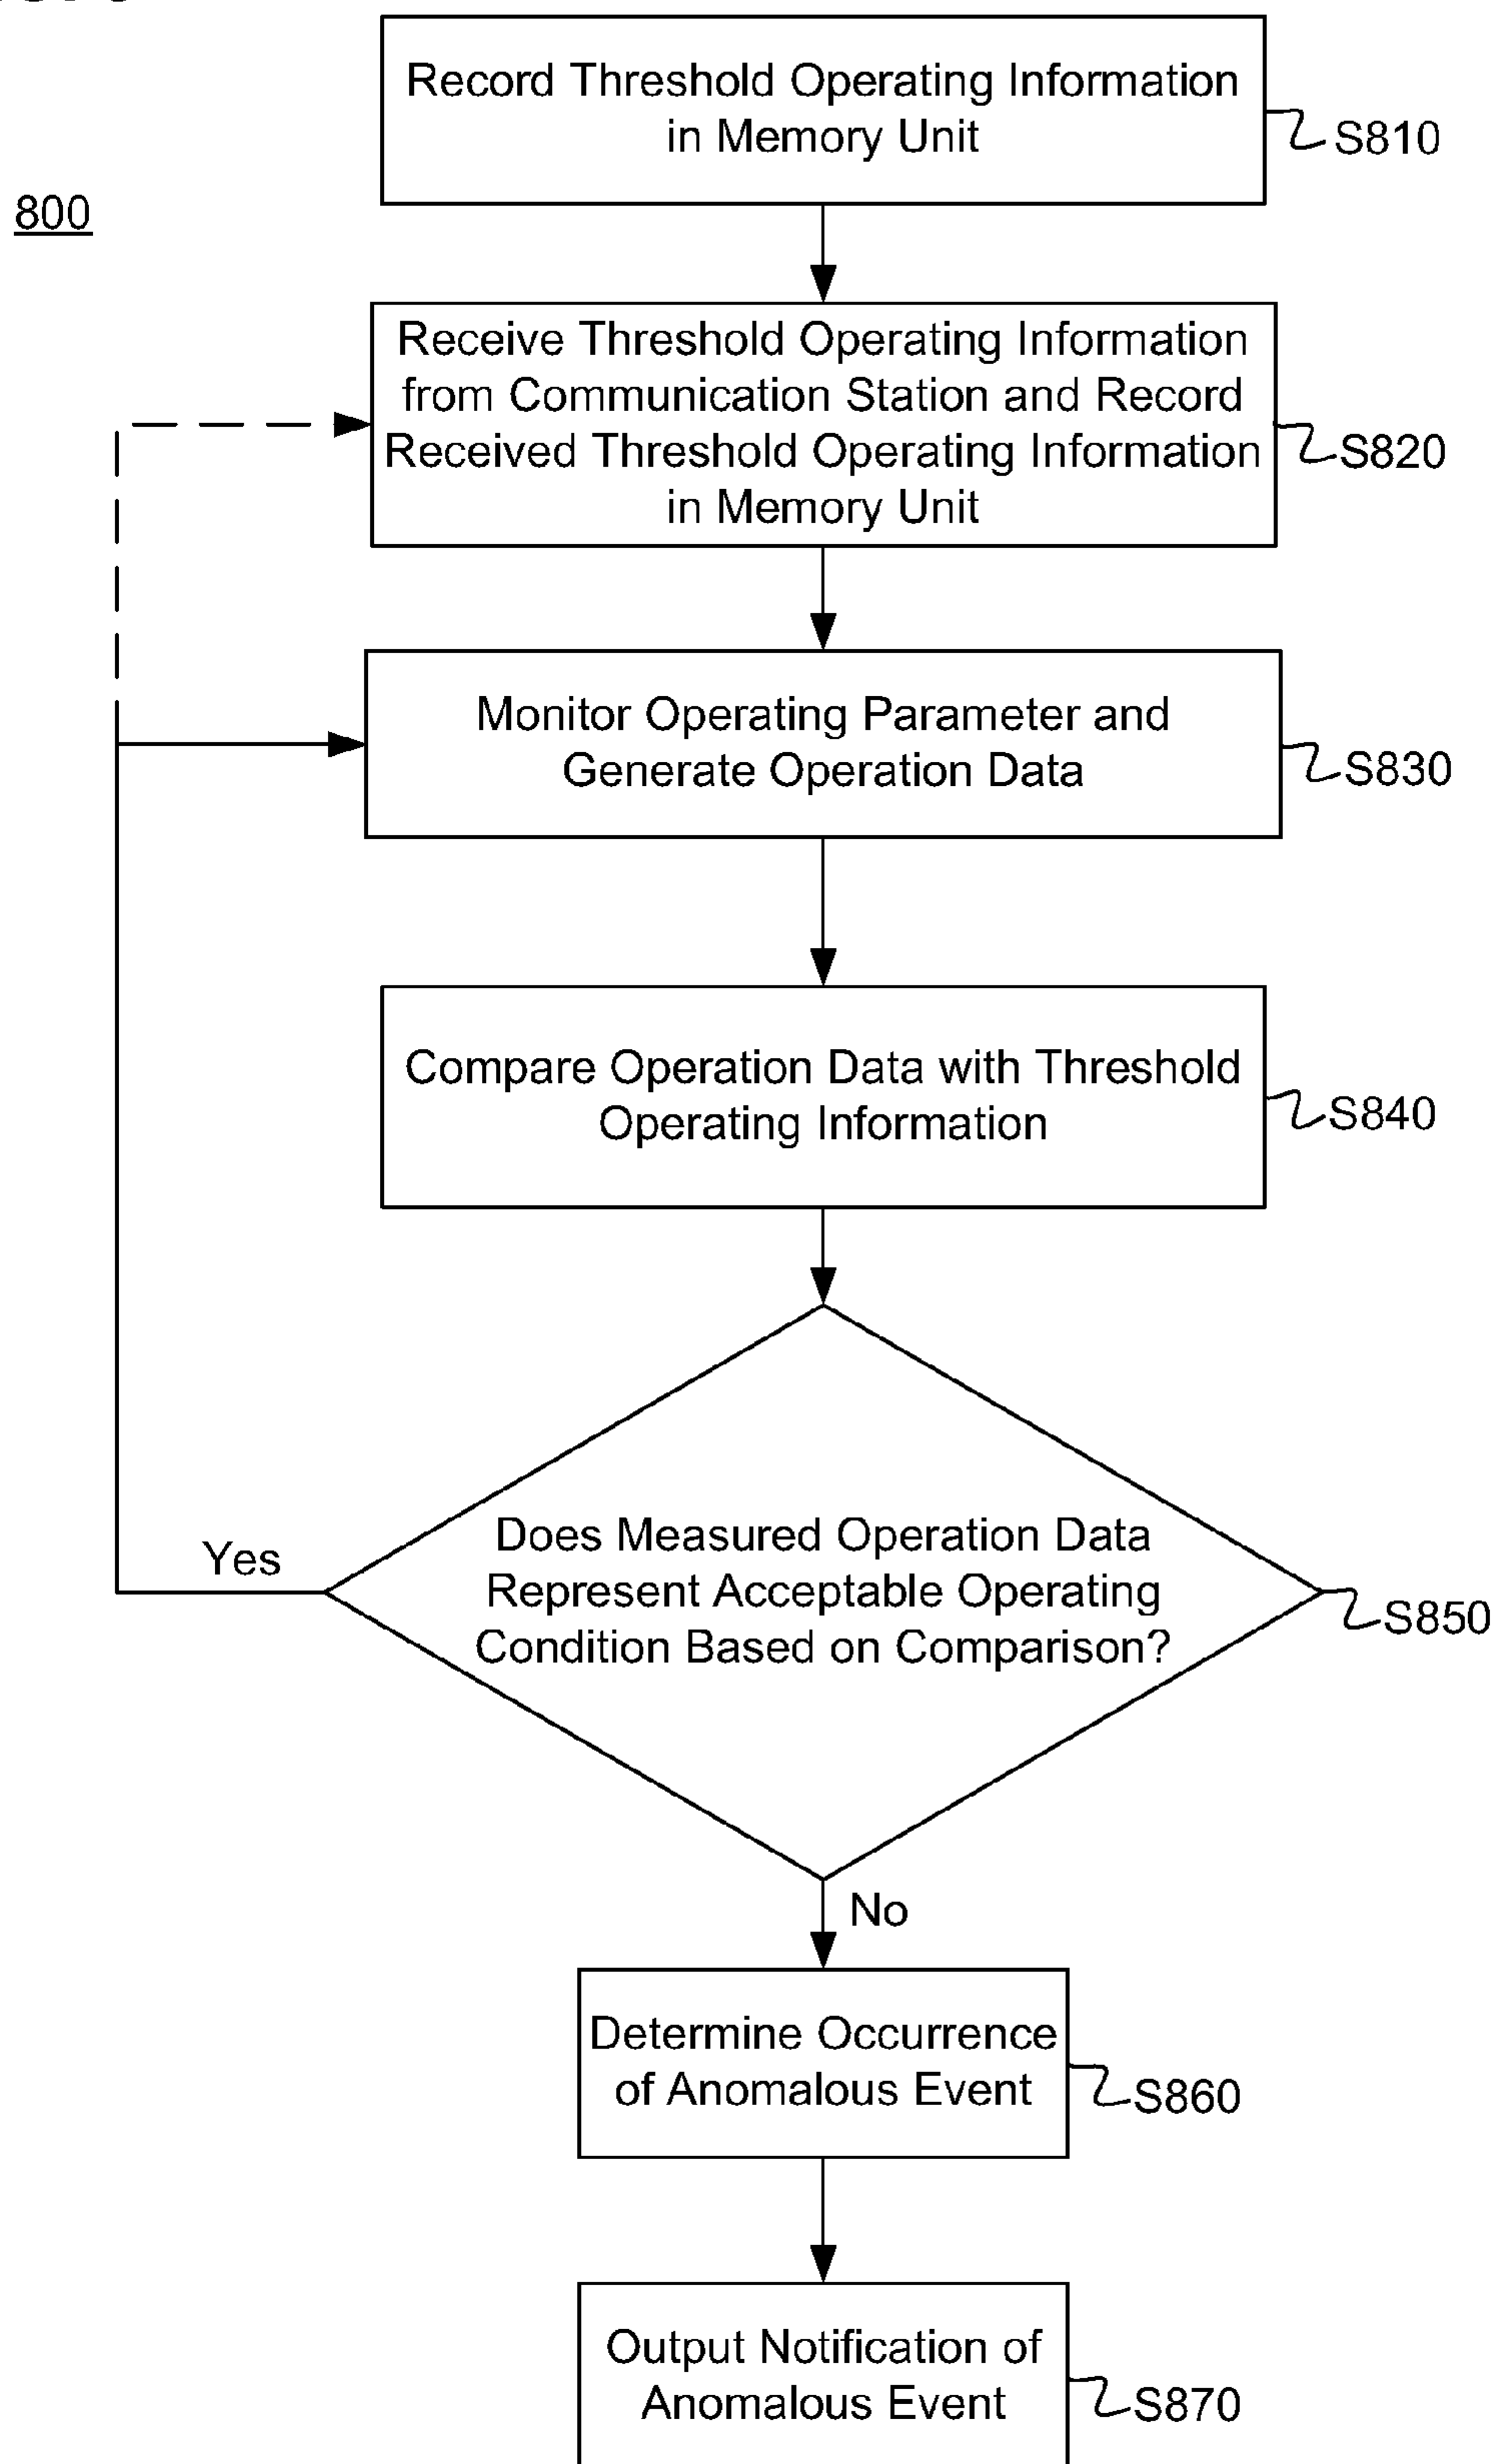 Record Threshold Operating Information
in Memory Unit
S810
800
Receive Threshold Operating Information
from Communication Station and Record
Received Threshold Operating Information
in Memory Unit
S820
Monitor Operating Parameter and
Generate Operation Data
S830
Compare Operation Data with Threshold
Operating Information
S840
Does Measured Operation Data
Represent Acceptable Operating
Condition Based on Comparison?
Yes
S850
No
Determine Occurrence
of Anomalous Event
S860
Output Notification of
Anomalous Event
S870